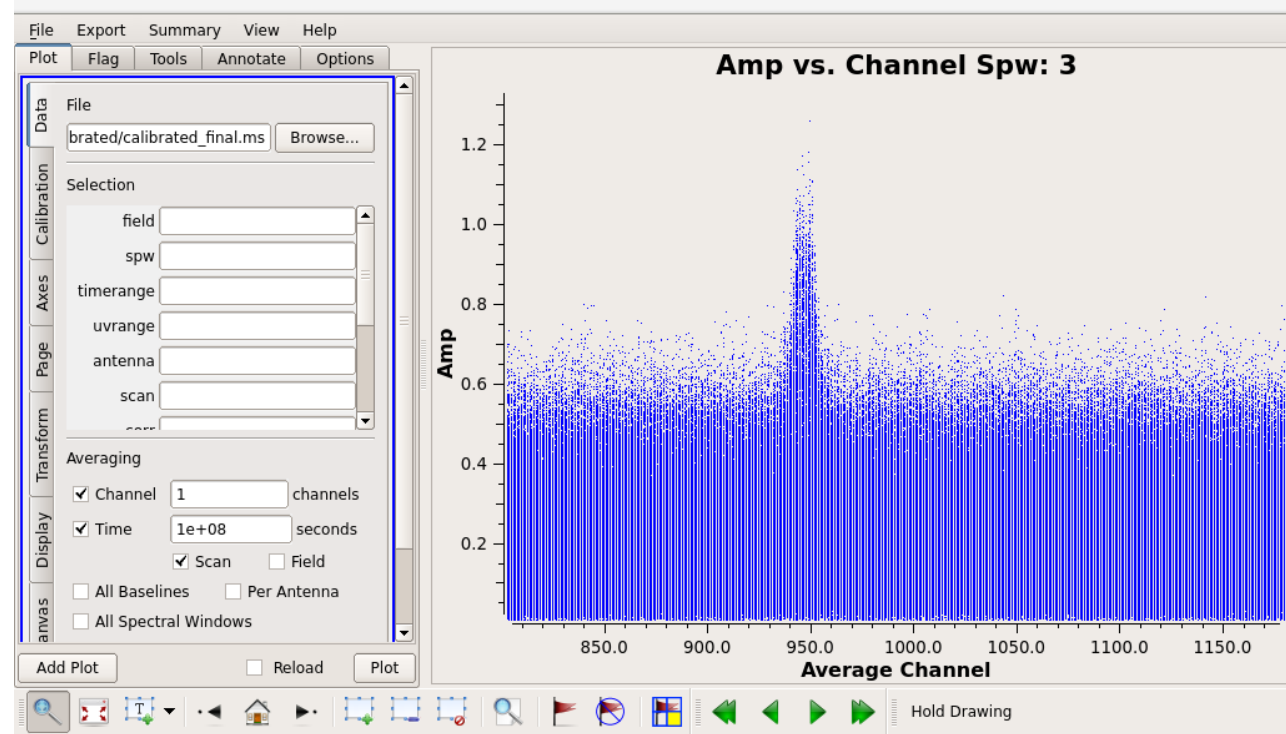 File Export Summary View Help
Plot Flag Tools Annotate Options
Data
Calibration
Axes
Page
Transform
Display
anvas
File
brated/calibrated_final.ms Browse...
Selection
field
spw
timerange
uvrange
antenna
scan
corr
Averaging
Channel 1 channels
Time 1e+08 seconds
Scan Field
All Baselines Per Antenna
All Spectral Windows
Add Plot Reload Plot
Amp vs. Channel Spw: 3
Amp
1.2
1.0
0.8
0.6
0.4
0.2
850.0 900.0 950.0 1000.0 1050.0 1100.0 1150.0
Average Channel
T
Hold Drawing